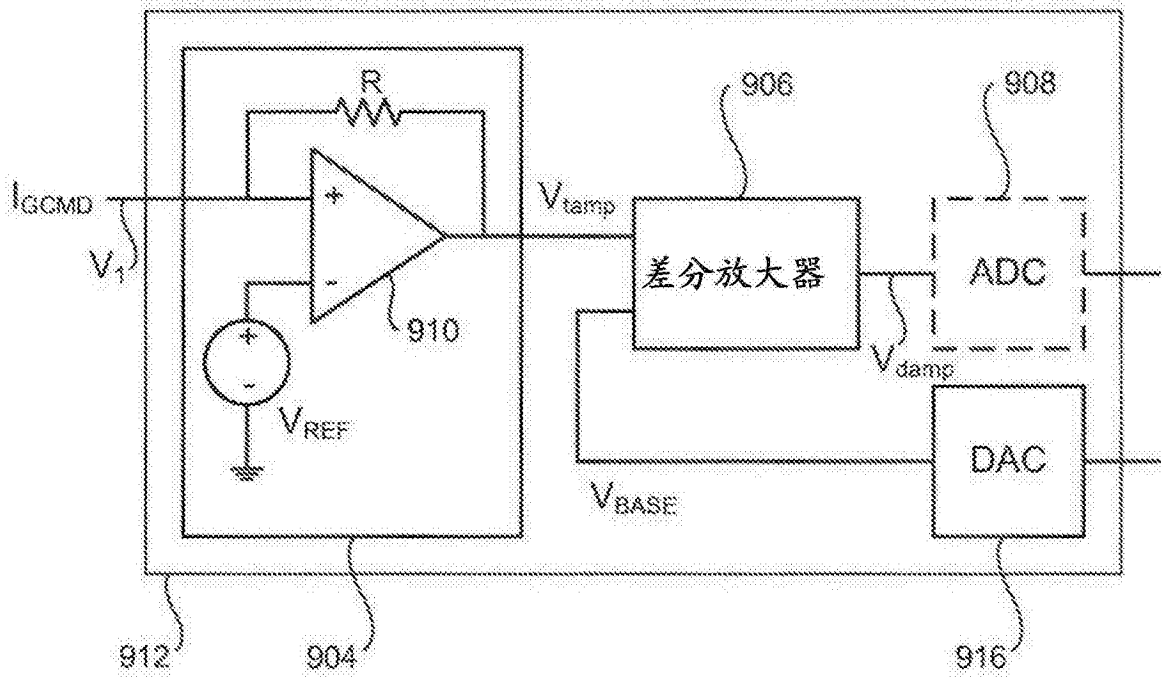 906
908
R
I_GCMD
V_1
+
-
V_tamp
差分放大器
ADC
910
V_damp
+
-
V_REF
DAC
V_BASE
912
904
916